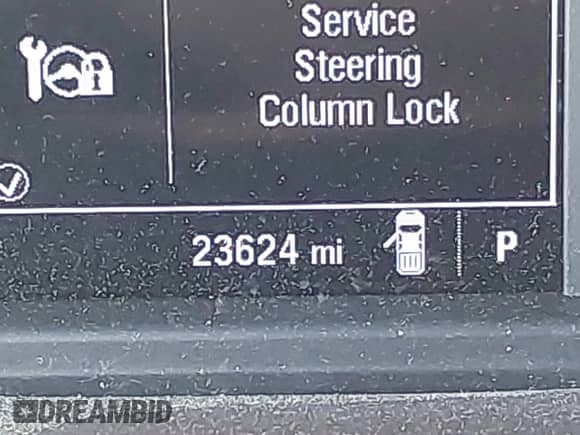 Service
Steering
Column Lock
23624 mi
P
DREAMBID